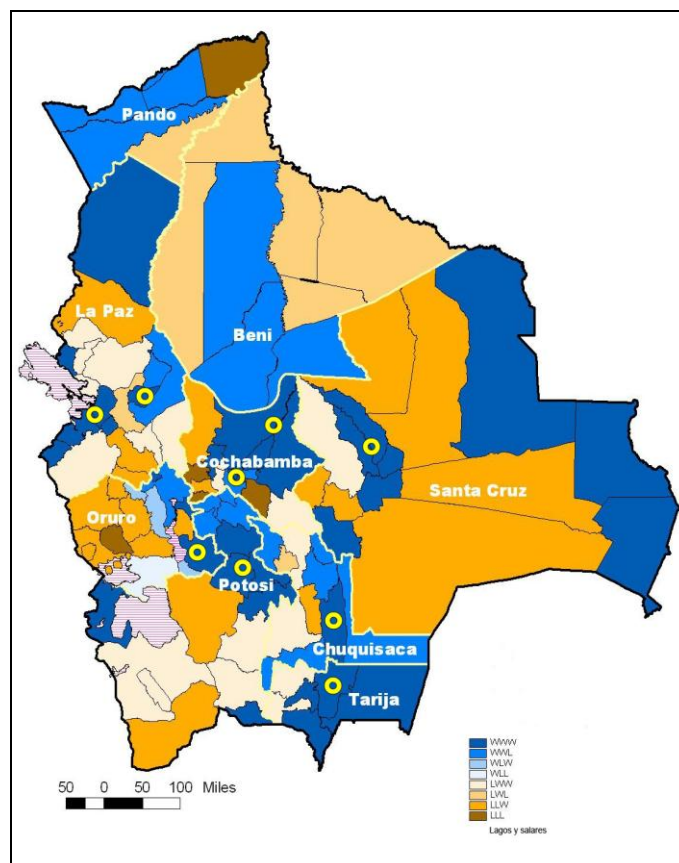 Pando
La Paz
Beni
Cochabamba
Santa Cruz
Oruro
Potosi
Chuquisaca
Tarija
WWW
WWL
WLW
WLL
LWW
LWL
LLW
LLL
Lagos y salares
50 0 50 100 Miles